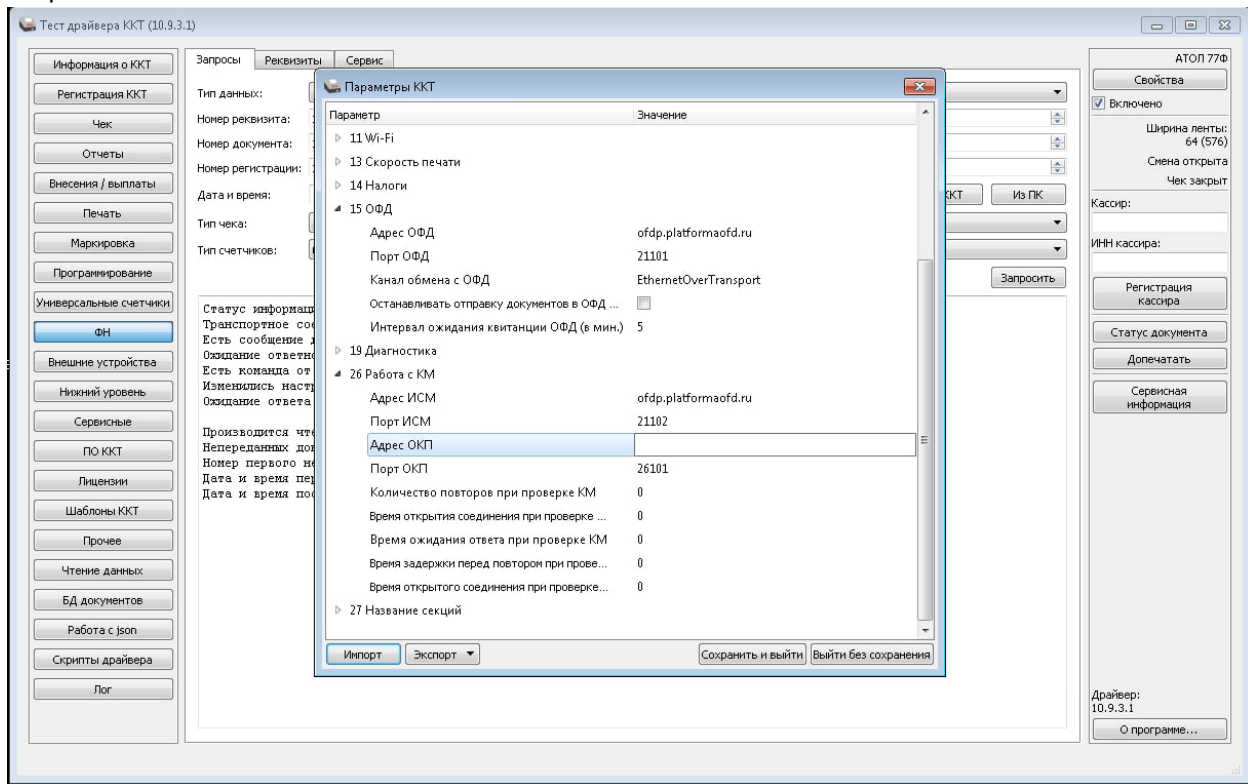 Тест драйвера ККТ (10.9.3.1)
Информация о ККТ
Регистрация ККТ
Чек
Отчеты
Внесения / выплаты
Печать
Маркировка
Программирование
Универсальные счетчики
ФН
Внешние устройства
Нижний уровень
Сервисные
ПО ККТ
Лицензии
Шаблоны ККТ
Прочее
Чтение данных
БД документов
Работа с json
Скрипты драйвера
Лог
Запросы Реквизиты Сервис
Тип данных:
Номер реквизита:
Номер документа:
Номер регистрации:
Дата и время:
Из ПК
Тип чека:
Тип счетчиков:
Запросить
Статус
Транспортное
Есть сообщение
Ожидание
Есть команда от
Изменились
Ожидание ответа
Производится
Непереданных
Номер первого
Дата и время
Дата и время
Параметры ККТ
Параметр Значение
11 Wi-Fi
13 Скорость печати
14 Налоги
15 ОФД
Адрес ОФД ofdp.platformaofd.ru
Порт ОФД 21101
Канал обмена с ОФД EthernetOverTransport
Останавливать отправку документов в ОФД ...
Интервал ожидания квитанции ОФД (в мин.) 5
19 Диагностика
26 Работа с КМ
Адрес ИСМ ofdp.platformaofd.ru
Порт ИСМ 21102
Адрес ОКП
Порт ОКП 26101
Количество повторов при проверке КМ 0
Время открытия соединения при проверке ... 0
Время ожидания ответа при проверке КМ 0
Время задержки перед повтором при прове... 0
Время открытого соединения при проверке... 0
27 Название секций
Импорт Экспорт Сохранить и выйти Выйти без сохранения
АТОЛ 77Ф
Свойства
Включено
Ширина ленты:
64 (576)
Смена открыта
Чек закрыт
Кассир:
ИНН кассира:
Регистрация
кассира
Статус документа
Допечатать
Сервисная
информация
Драйвер:
10.9.3.1
О программе...